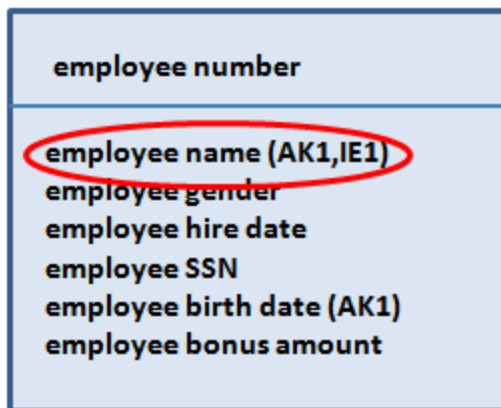 employee number
employee name (AK1,IE1)
employee gender
employee hire date
employee SSN
employee birth date (AK1)
employee bonus amount